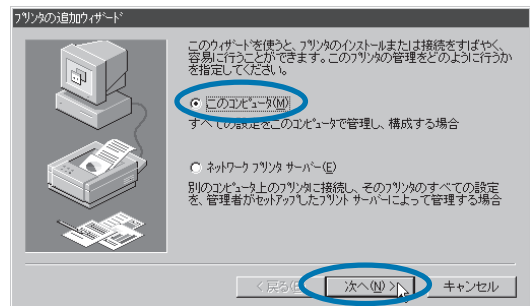 ﾌﾟﾘﾝﾀの追加ｳｨｻﾞｰﾄﾞ
このｳｨｻﾞｰﾄﾞを使うと、ﾌﾟﾘﾝﾀのｲﾝｽﾄｰﾙまたは接続をすばやく、
容易に行うことができます。このﾌﾟﾘﾝﾀの管理をどのように行うか
を指定してください。
このｺﾝﾋﾟｭｰﾀ(M)
すべての設定をこのｺﾝﾋﾟｭｰﾀで管理し、構成する場合
ﾈｯﾄﾜｰｸ ﾌﾟﾘﾝﾀ ｻｰﾊﾞｰ(E)
別のｺﾝﾋﾟｭｰﾀ上のﾌﾟﾘﾝﾀに接続し、そのﾌﾟﾘﾝﾀのすべての設定
を、管理者がｾｯﾄｱｯﾌﾟしたﾌﾟﾘﾝﾄ ｻｰﾊﾞｰによって管理する場合
< 戻る(B) 次へ(N) > キャンセル